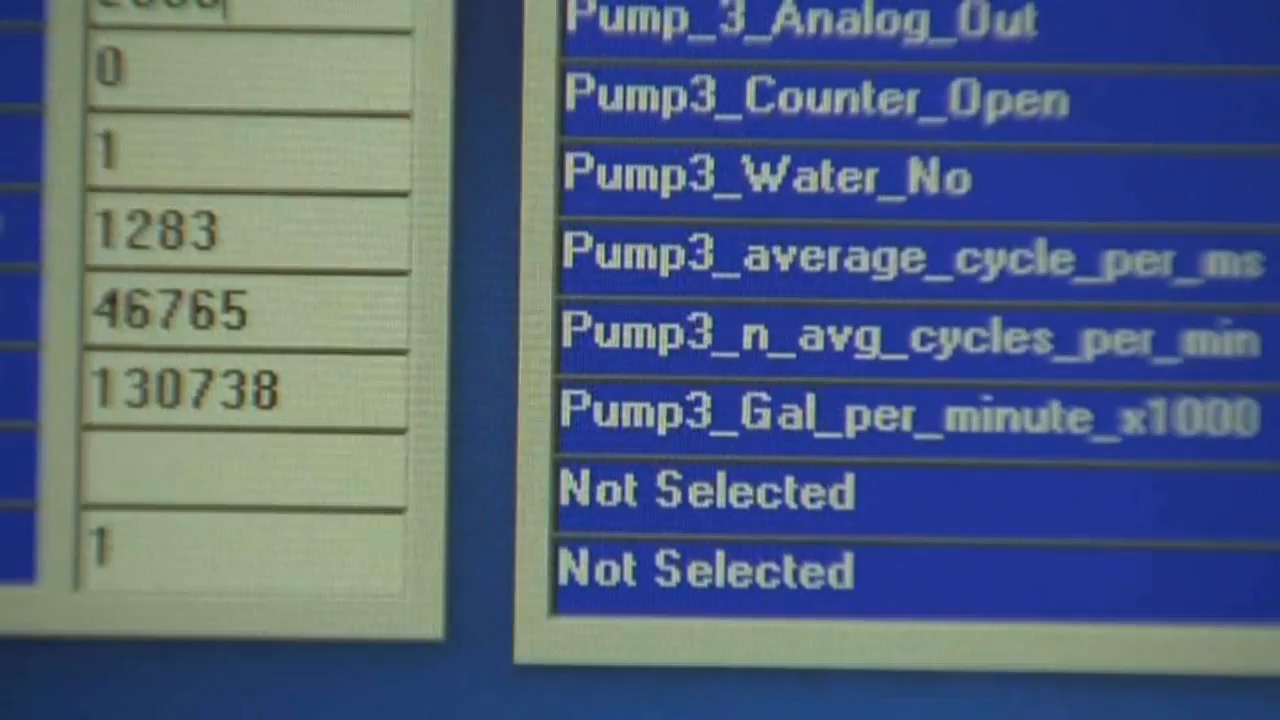 0
1
1283
46765
130738
1
Pump_3_Analog_Out
Pump3_Counter_Open
Pump3_Water_No
Pump3_average_cycle_per_ms
Pump3_n_avg_cycles_per_min
Pump3_Gal_per_minute_x1000
Not Selected
Not Selected